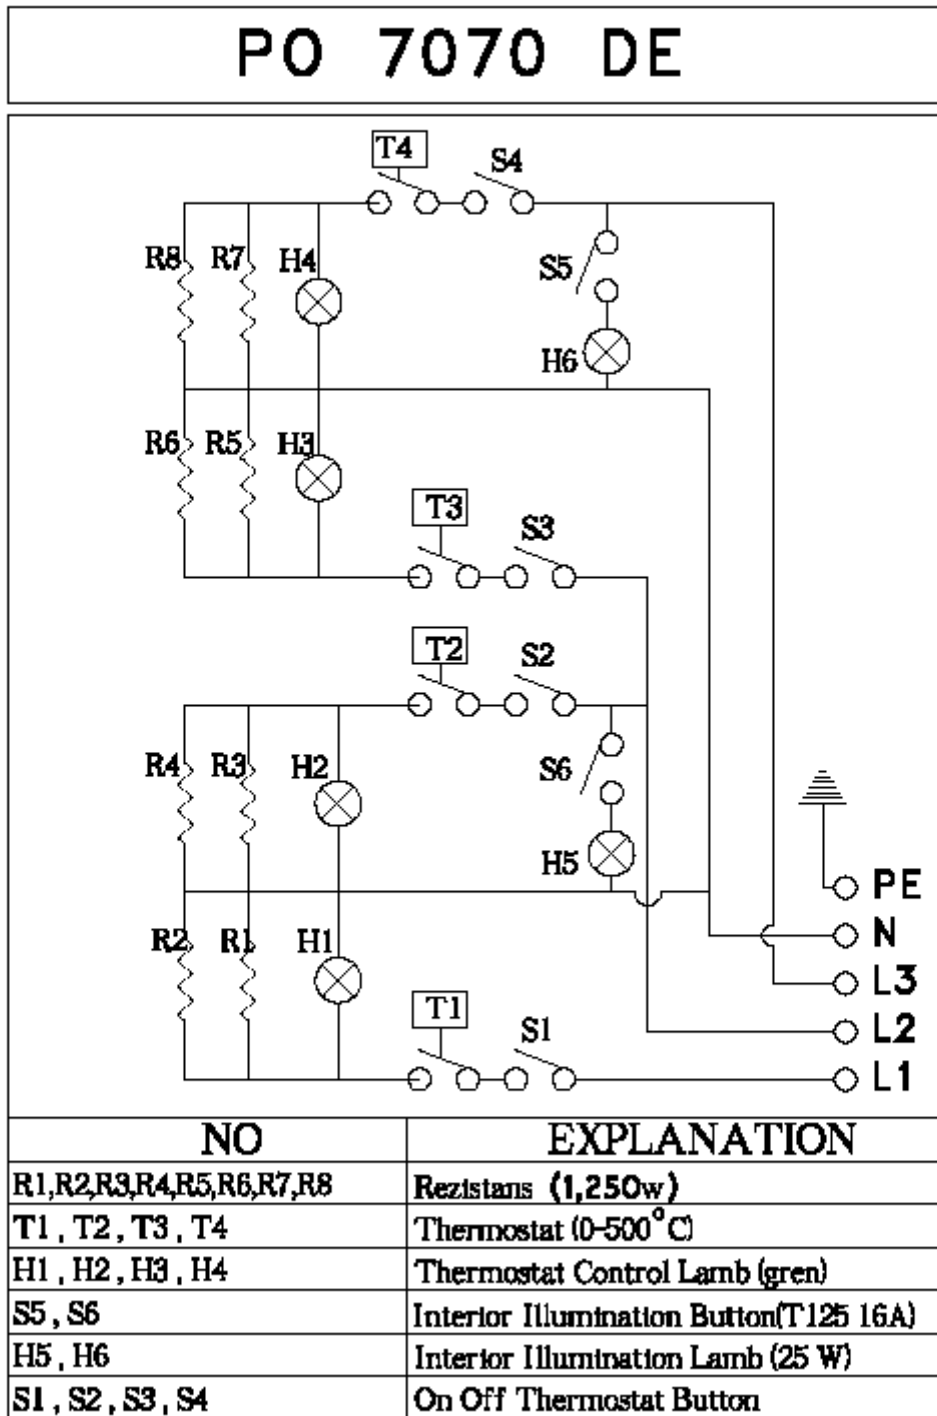 PO 7070 DE
T4 S4
R8 R7 H4 S5
H6
R6 R5 H3
T3 S3
T2 S2
R4 R3 H2 S6
H5
PE
R2 R1 H1 N
L3
T1 S1 L2
L1
NO EXPLANATION
R1,R2,R3,R4,R5,R6,R7,R8 Rezistans (1,250w)
T1 , T2 , T3 , T4 Thermostat (0-500°C)
H1 , H2 , H3 , H4 Thermostat Control Lamb (gren)
S5 , S6 Interior Illumination Button(T125 16A)
H5 , H6 Interior Illumination Lamb (25 W)
S1 , S2 , S3 , S4 On Off Thermostat Button